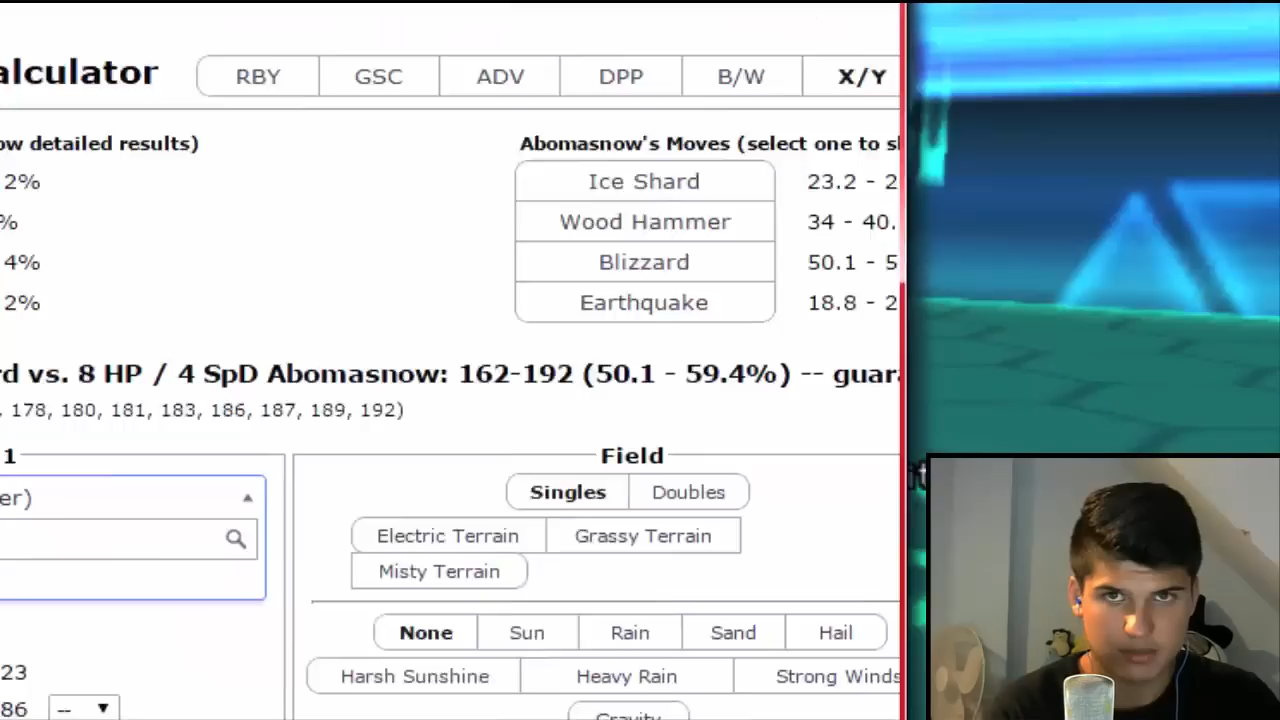 alculator RBY GSC ADV DPP B/W X/Y
ow detailed results) Abomasnow's Moves (select one to sl
2% Ice Shard 23.2 - 2
% Wood Hammer 34 - 40.
4% Blizzard 50.1 - 5
2% Earthquake 18.8 - 2
rd vs. 8 HP / 4 SpD Abomasnow: 162-192 (50.1 - 59.4%) -- guara
, 178, 180, 181, 183, 186, 187, 189, 192)
1 Field
er) Singles Doubles
Electric Terrain Grassy Terrain
Misty Terrain
None Sun Rain Sand Hail
23 Harsh Sunshine Heavy Rain Strong Winds
86 -- Gravity